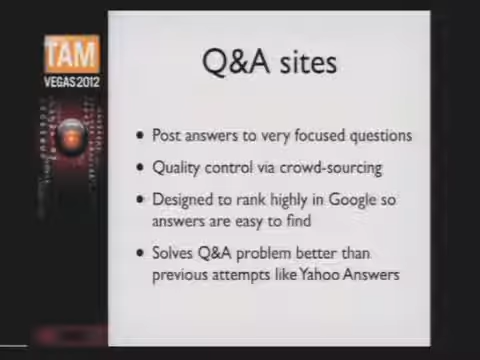 TAM
VEGAS 2012
Q&A sites
• Post answers to very focused questions
• Quality control via crowd-sourcing
• Designed to rank highly in Google so
answers are easy to find
• Solves Q&A problem better than
previous attempts like Yahoo Answers